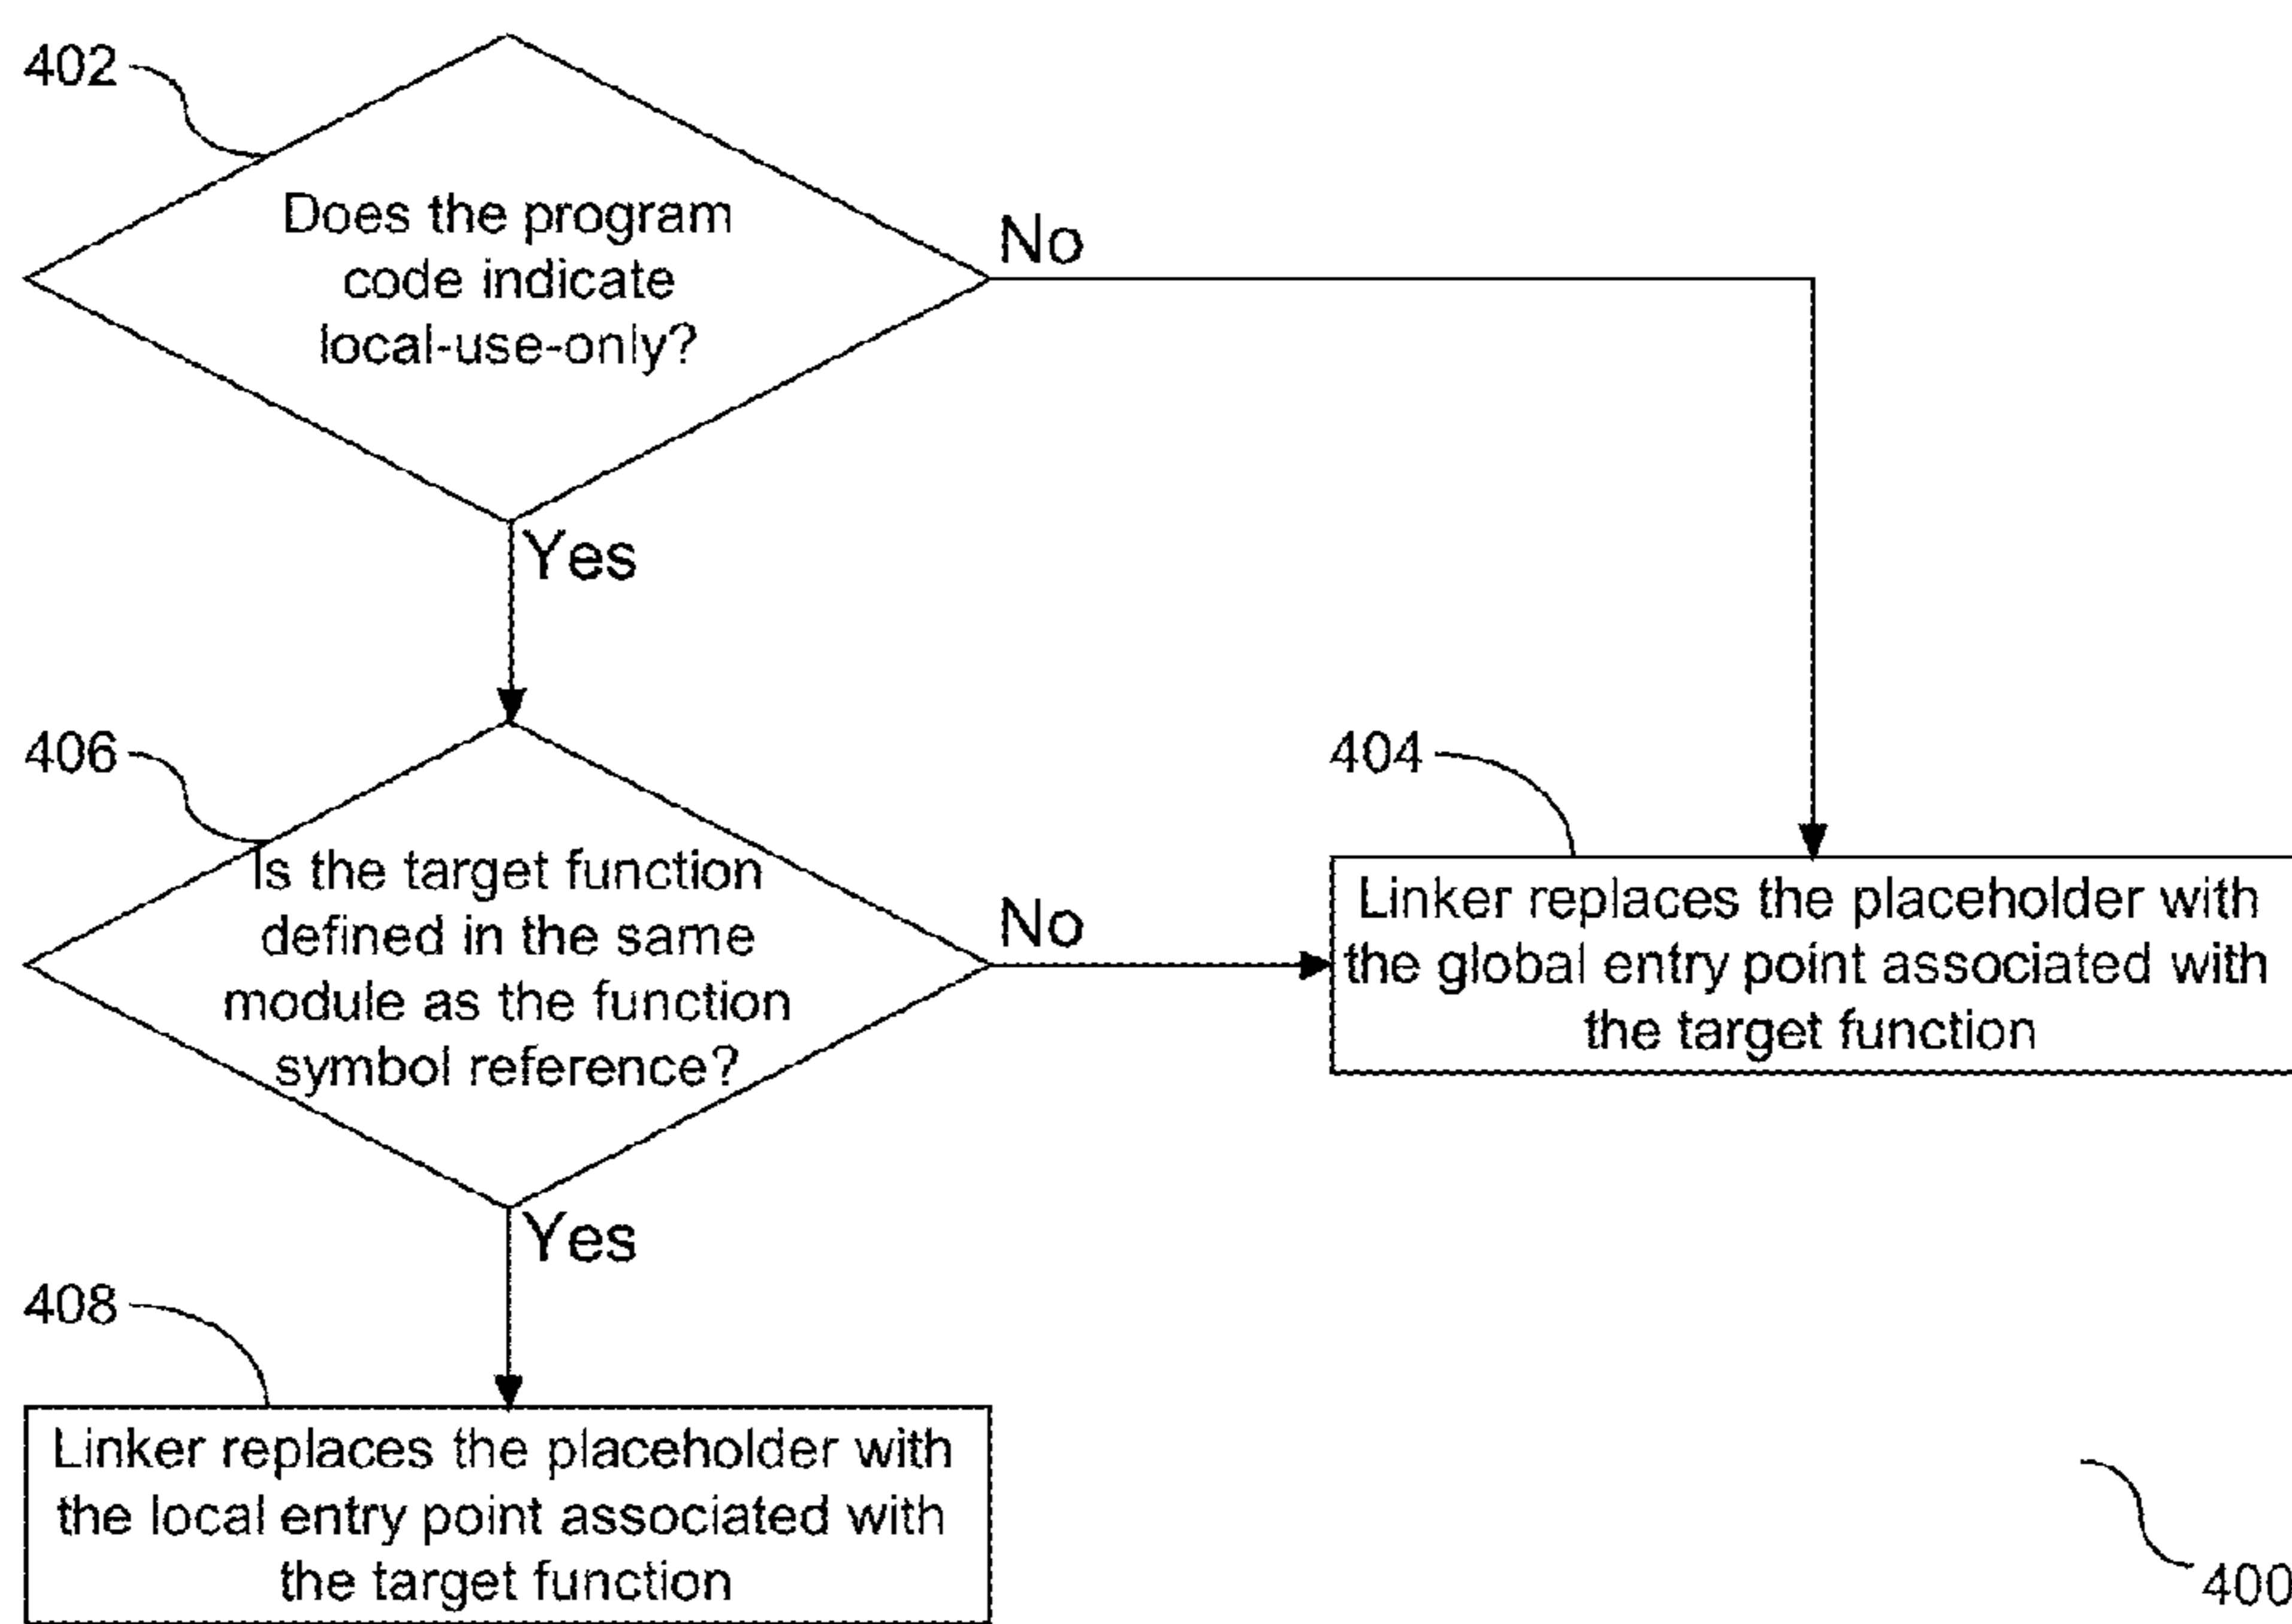 402
Does the program
code indicate
local-use-only?
No
Yes
406
Is the target function
defined in the same
module as the function
symbol reference?
No
404
Linker replaces the placeholder with
the global entry point associated with
the target function
Yes
408
Linker replaces the placeholder with
the local entry point associated with
the target function
400